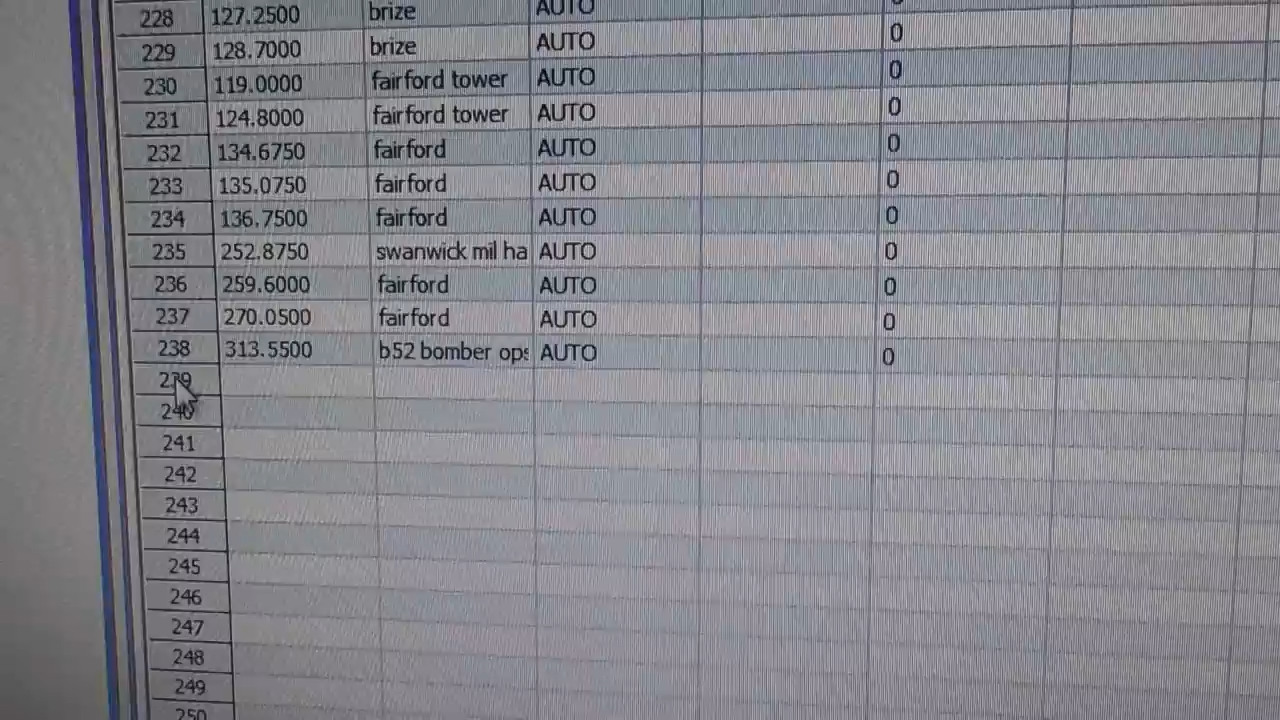 228 127.2500 brize AUTO 0
229 128.7000 brize AUTO 0
230 119.0000 fairford tower AUTO 0
231 124.8000 fairford tower AUTO 0
232 134.6750 fairford AUTO 0
233 135.0750 fairford AUTO 0
234 136.7500 fairford AUTO 0
235 252.8750 swanwick mil ha AUTO 0
236 259.6000 fairford AUTO 0
237 270.0500 fairford AUTO 0
238 313.5500 b52 bomber ops AUTO 0
239
240
241
242
243
244
245
246
247
248
249
250